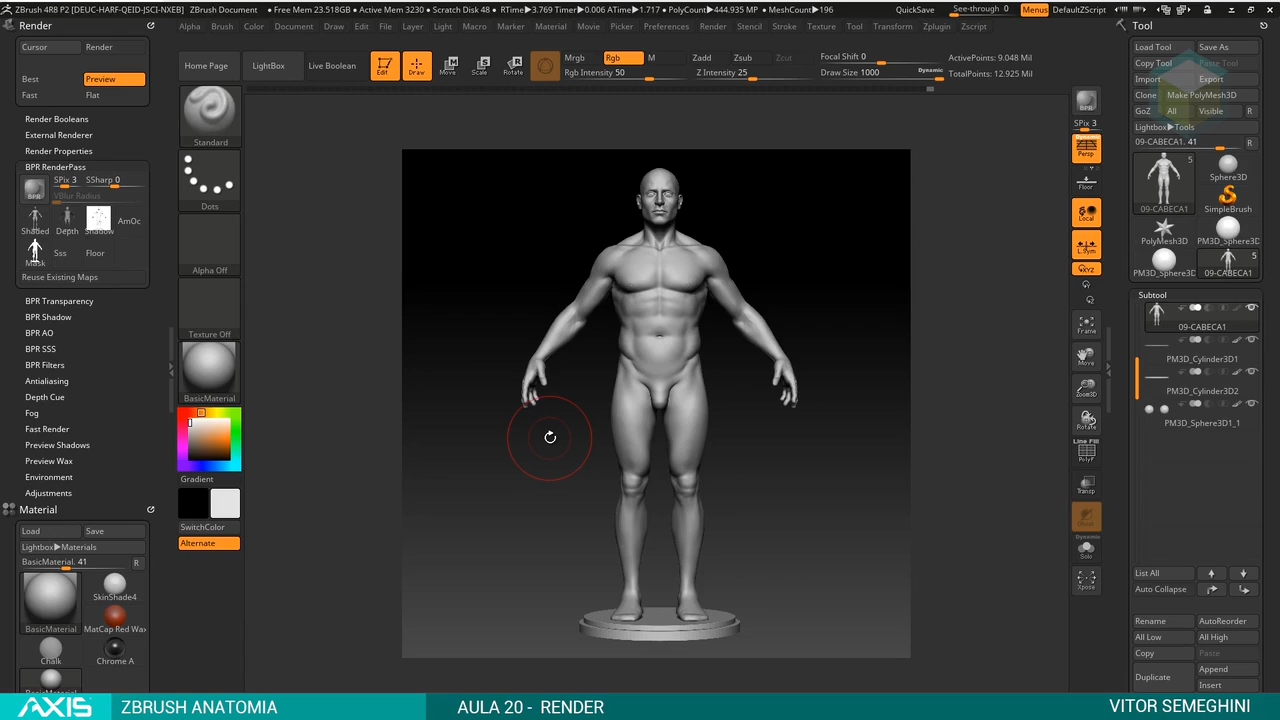 ZBrush 4R8 P2 [DEUC-HARF-QEID-JSCI-NXEB] ZBrush Document • Free Mem 23.518GB • Active Mem 3230 • Scratch Disk 48 • RTime►3.769 Timer►0.006 ATime►1.717 • PolyCount►444.935 MP • MeshCount►196 QuickSave See-through 0 Menus DefaultZScript
Render Alpha Brush Color Document Draw Edit File Layer Light Macro Marker Material Movie Picker Preferences Render Stencil Stroke Texture Tool Transform Zplugin Zscript Tool
Cursor Render
Best Preview
Fast Flat
Render Booleans
External Renderer
Render Properties
BPR RenderPass
SPix 3 SSharp 0
BPR VBlur Radius
AmOc
Shaded Depth Shadow
Sss Floor
Mask
Reuse Existing Maps
BPR Transparency
BPR Shadow
BPR AO
BPR SSS
BPR Filters
Antialiasing
Depth Cue
Fog
Fast Render
Preview Shadows
Preview Wax
Environment
Adjustments
Material
Load Save
Lightbox►Materials
BasicMaterial. 41 R
SkinShade4
BasicMaterial MatCap Red Wax
Chalk Chrome A
BasicMaterial
Home Page LightBox Live Boolean Edit Draw Move Scale Rotate
Mrgb Rgb M Zadd Zsub Zcut
Rgb Intensity 50 Z Intensity 25
Focal Shift 0 ActivePoints: 9.048 Mil
Draw Size 1000 Dynamic TotalPoints: 12.925 Mil
Standard
Dots
Alpha Off
Texture Off
BasicMaterial
Gradient
SwitchColor
Alternate
BPR
SPix 3
Dynamic
Persp
Floor
Local
L.Sym
XYZ
Frame
Move
Zoom3D
Rotate
Line Fill
PolyF
Transp
Ghost
Dynamic
Solo
Xpose
Load Tool Save As
Copy Tool Paste Tool
Import Export
Clone Make PolyMesh3D
GoZ All Visible R
Lightbox►Tools
09-CABECA1. 41 R
5
Sphere3D
09-CABECA1 SimpleBrush
PolyMesh3D PM3D_Sphere3D
5
PM3D_Sphere3D 09-CABECA1
Subtool
09-CABECA1
PM3D_Cylinder3D1
PM3D_Cylinder3D2
PM3D_Sphere3D1_1
List All
Auto Collapse
Rename AutoReorder
All Low All High
Copy Paste
Duplicate Append
Insert
AXIS ZBRUSH ANATOMIA AULA 20 - RENDER VITOR SEMEGHINI